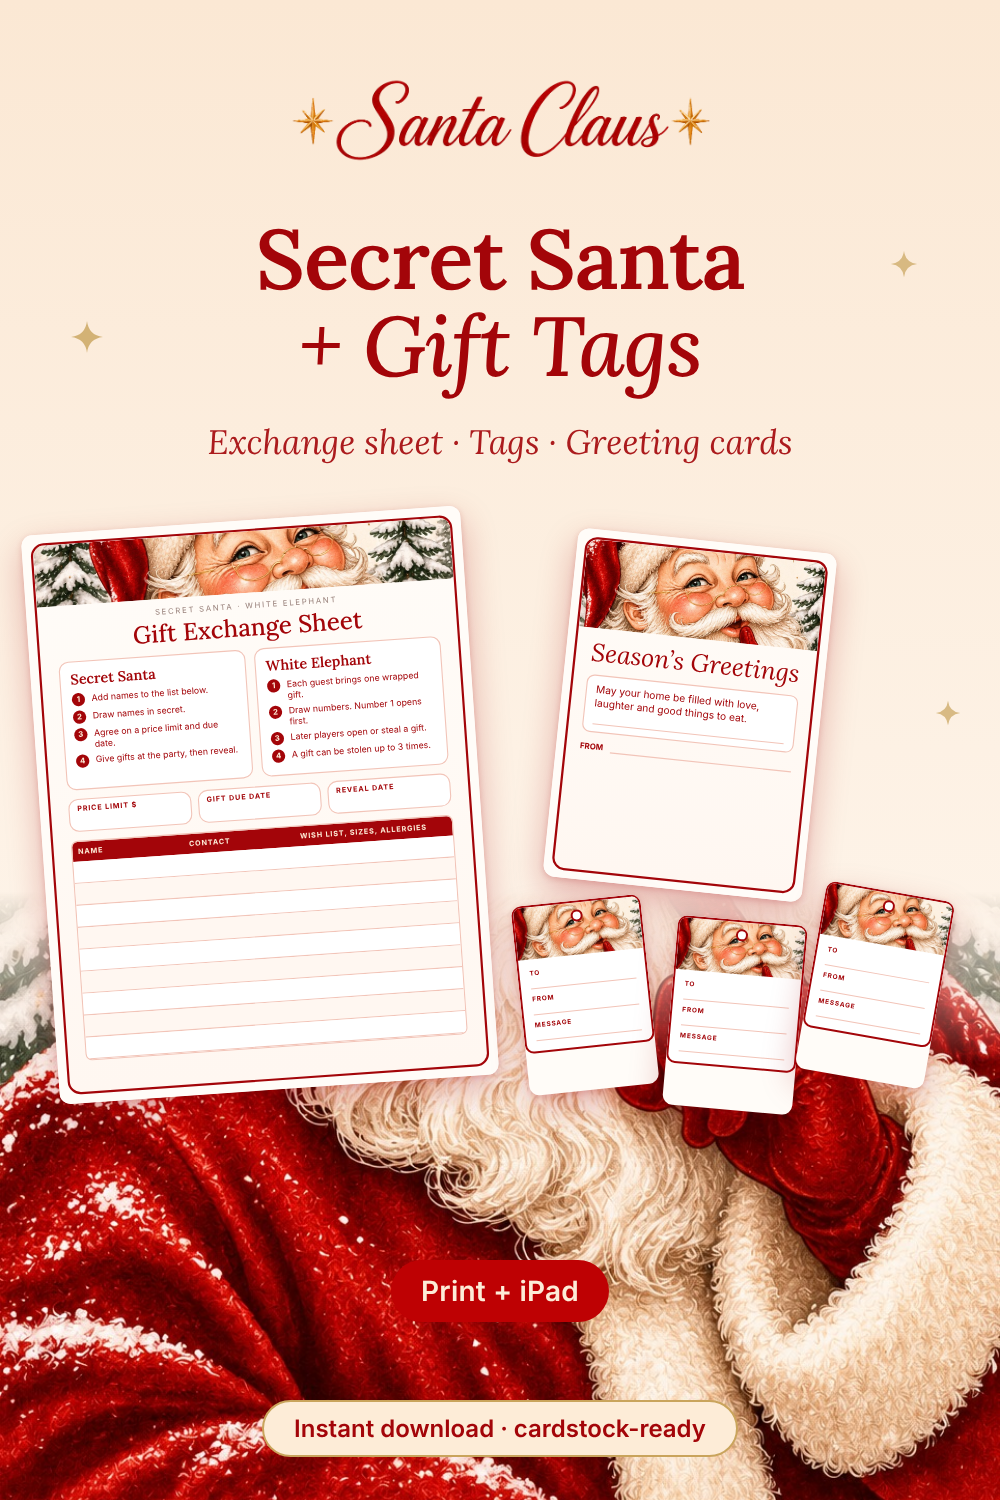 Santa Claus
Secret Santa
+ Gift Tags
Exchange sheet · Tags · Greeting cards
SECRET SANTA · WHITE ELEPHANT
Gift Exchange Sheet
Secret Santa
1 Add names to the list below.
2 Draw names in secret.
3 Agree on a price limit and due
date.
4 Give gifts at the party, then reveal.
White Elephant
1 Each guest brings one wrapped
gift.
2 Draw numbers. Number 1 opens
first.
3 Later players open or steal a gift.
4 A gift can be stolen up to 3 times.
PRICE LIMIT $
GIFT DUE DATE
REVEAL DATE
NAME CONTACT WISH LIST, SIZES, ALLERGIES
Season's Greetings
May your home be filled with love,
laughter and good things to eat.
FROM
TO
FROM
MESSAGE
TO
FROM
MESSAGE
TO
FROM
MESSAGE
Print + iPad
Instant download · cardstock-ready